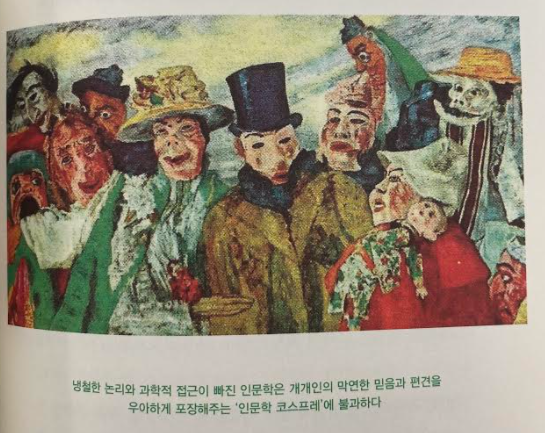 냉철한 논리와 과학적 접근이 빠진 인문학은 개개인의 막연한 믿음과 편견을
우아하게 포장해주는 ‘인문학 코스프레’에 불과하다